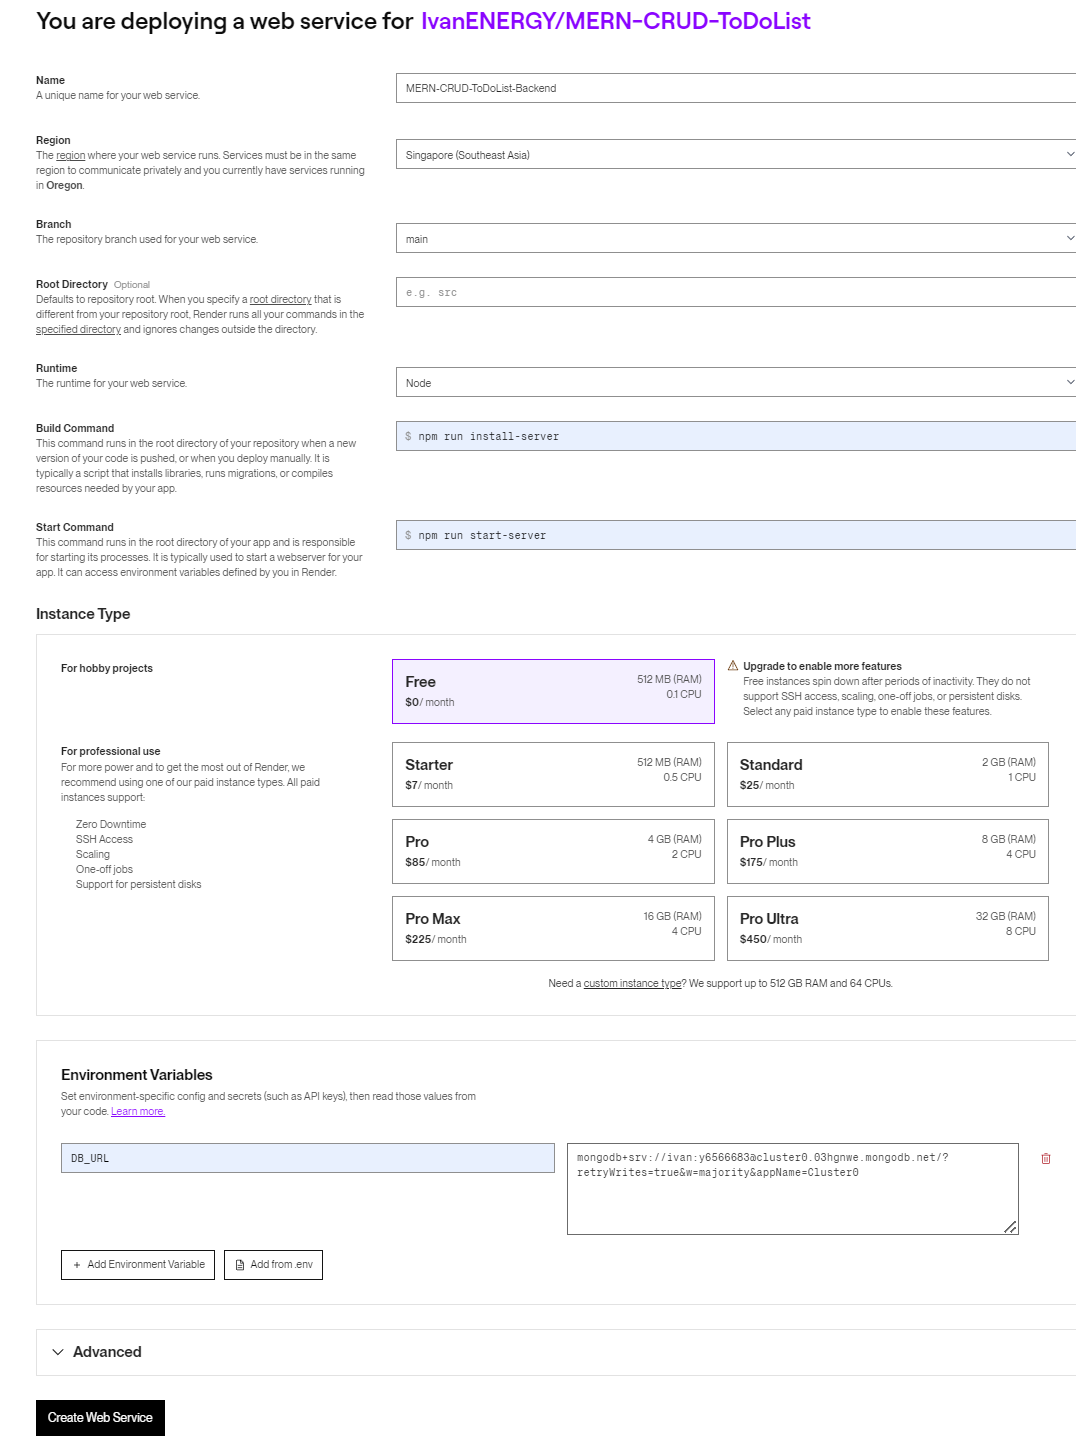 You are deploying a web service for IvanENERGY/MERN-CRUD-ToDoList
Name
A unique name for your web service.
MERN-CRUD-ToDoList-Backend
Region
The region where your web service runs. Services must be in the same
region to communicate privately and you currently have services running
in Oregon.
Singapore (Southeast Asia)
Branch
The repository branch used for your web service.
main
Root Directory Optional
Defaults to repository root. When you specify a root directory that is
different from your repository root, Render runs all your commands in the
specified directory and ignores changes outside the directory.
e.g. src
Runtime
The runtime for your web service.
Node
Build Command
This command runs in the root directory of your repository when a new
version of your code is pushed, or when you deploy manually. It is
typically a script that installs libraries, runs migrations, or compiles
resources needed by your app.
$ npm run install-server
Start Command
This command runs in the root directory of your app and is responsible
for starting its processes. It is typically used to start a webserver for your
app. It can access environment variables defined by you in Render.
$ npm run start-server
Instance Type
For hobby projects
Free
$0 / month
512 MB (RAM)
0.1 CPU
Upgrade to enable more features
Free instances spin down after periods of inactivity. They do not
support SSH access, scaling, one-off jobs, or persistent disks.
Select any paid instance type to enable these features.
For professional use
For more power and to get the most out of Render, we
recommend using one of our paid instance types. All paid
instances support:
Zero Downtime
SSH Access
Scaling
One-off jobs
Support for persistent disks
Starter
$7 / month
512 MB (RAM)
0.5 CPU
Standard
$25 / month
2 GB (RAM)
1 CPU
Pro
$85 / month
4 GB (RAM)
2 CPU
Pro Plus
$175 / month
8 GB (RAM)
4 CPU
Pro Max
$225 / month
16 GB (RAM)
4 CPU
Pro Ultra
$450 / month
32 GB (RAM)
8 CPU
Need a custom instance type? We support up to 512 GB RAM and 64 CPUs.
Environment Variables
Set environment-specific config and secrets (such as API keys), then read those values from
your code. Learn more.
DB_URL
mongodb+srv://ivan:y6566683@cluster0.03hgnwe.mongodb.net/?
retryWrites=true&w=majority&appName=Cluster0
+ Add Environment Variable
Add from .env
Advanced
Create Web Service